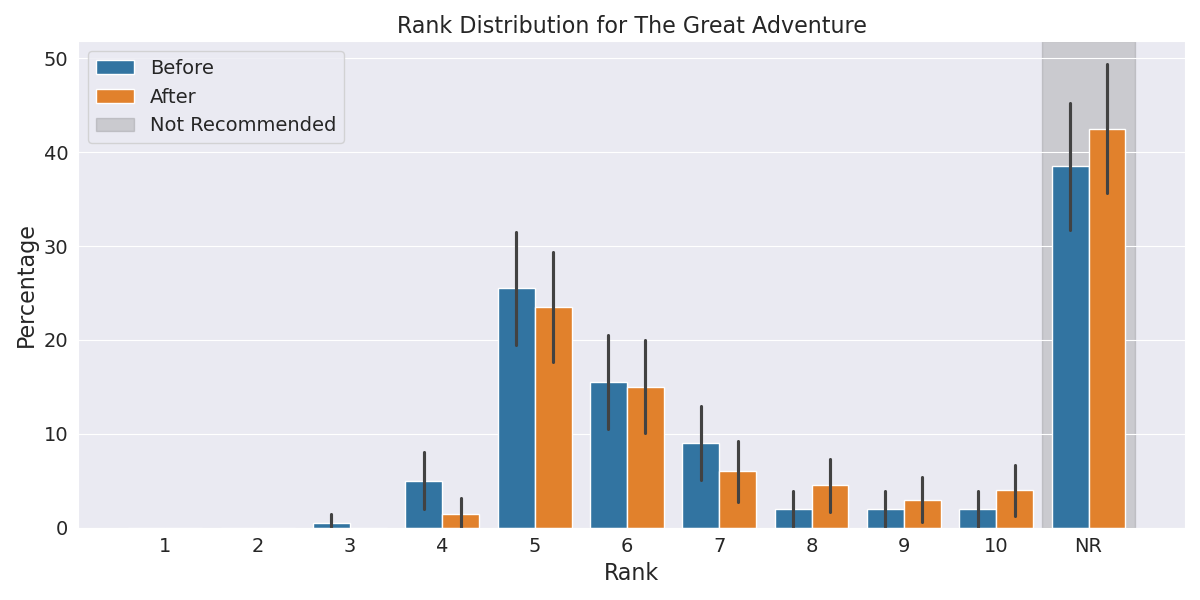 Rank Distribution for The Great Adventure
Before
After
Not Recommended
Percentage
50
40
30
20
10
0
1 2 3 4 5 6 7 8 9 10 NR
Rank